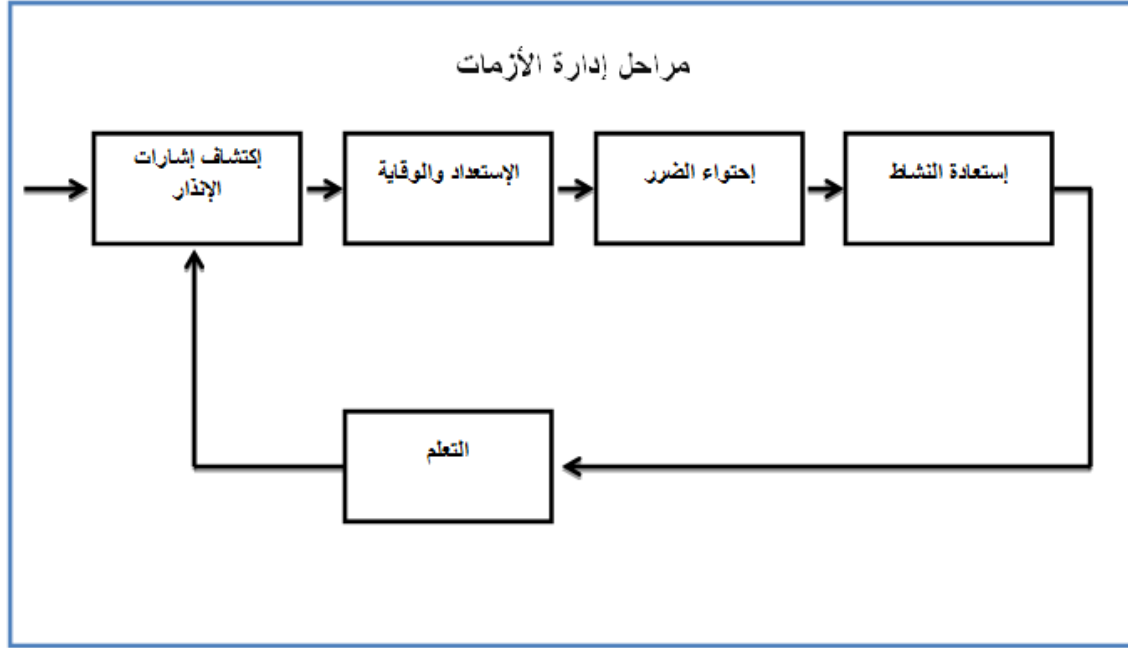 مراحل إدارة الأزمات
إكتشاف إشارات
الإنذار
الإستعداد والوقاية
إحتواء الضرر
إستعادة النشاط
التعلم